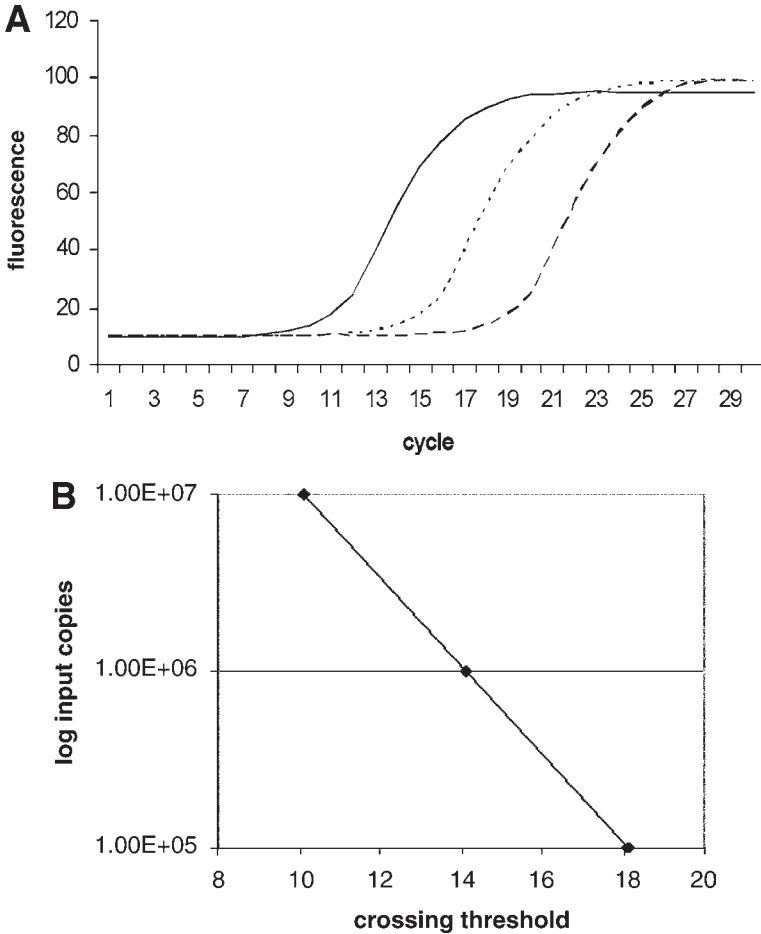 A
120
100
80
60
40
20
0
fluorescence
1 3 5 7 9 11 13 15 17 19 21 23 25 27 29
cycle
B
1.00E+07
1.00E+06
1.00E+05
log input copies
8 10 12 14 16 18 20
crossing threshold